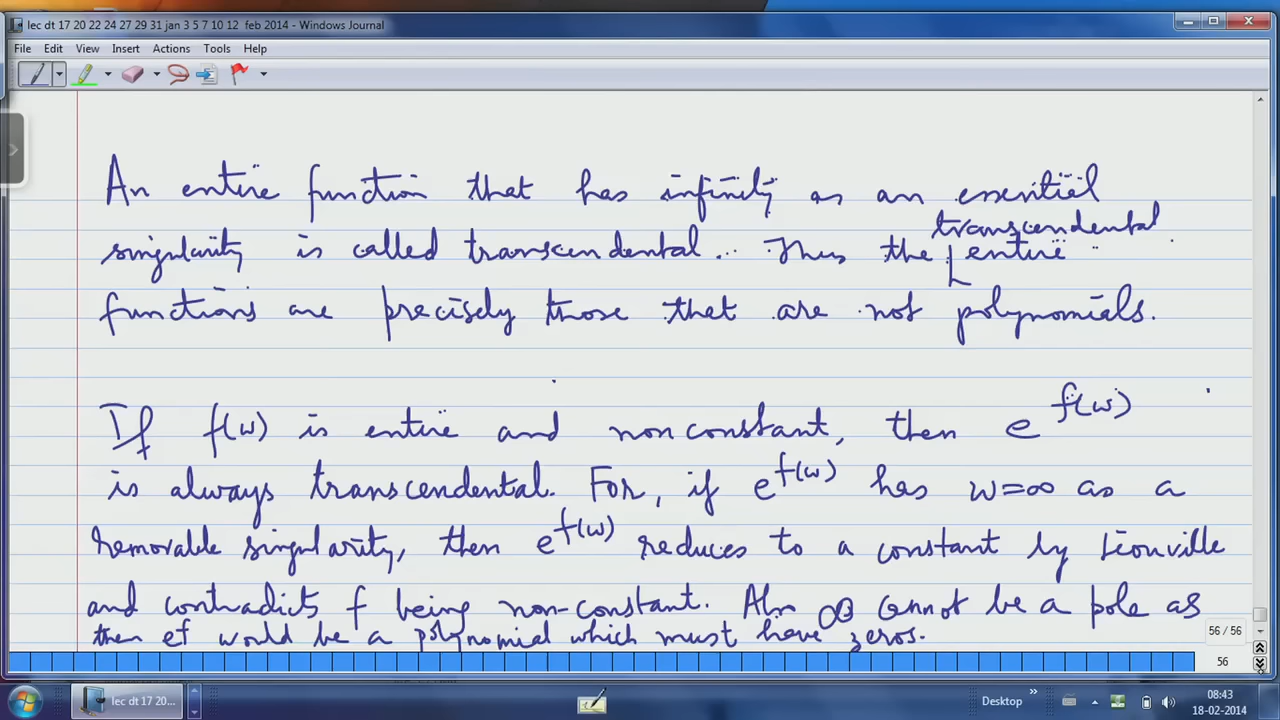 lec dt 17 20 22 24 27 29 31 jan 3 5 7 10 12 feb 2014 - Windows Journal
File Edit View Insert Actions Tools Help
An entire function that has infinity as an essential
singularity is called transcendental. Thus the transcendental entire
functions are precisely those that are not polynomials.
If f(w) is entire and nonconstant, then e^f(w)
is always transcendental. For, if e^f(w) has w=∞ as a
removable singularity, then e^f(w) reduces to a constant by Liouville
and contradicts f being non-constant. Also ∞ cannot be a pole as
then ef would be a polynomial which must have zeros.
56 / 56
56
lec dt 17 20...
Desktop
08:43
18-02-2014